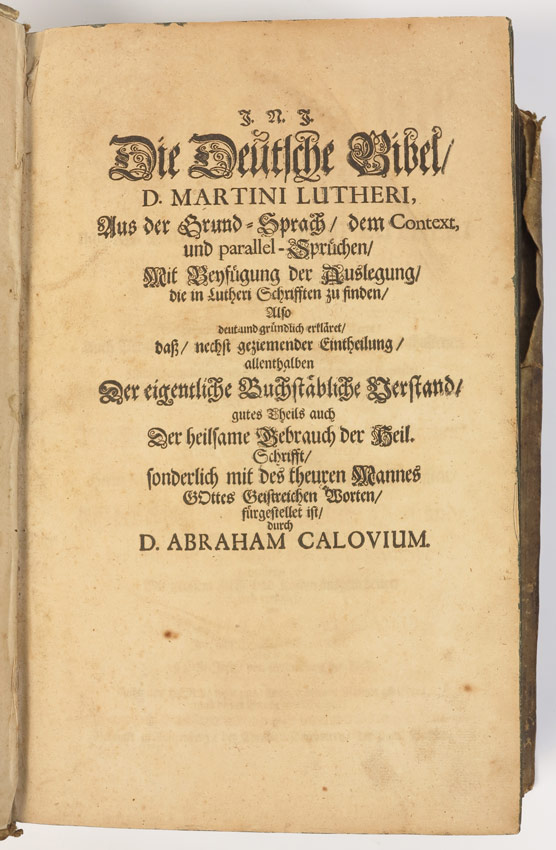 J. N. J.
Die Deutsche Bibel/
D. MARTINI LUTHERI,
Aus der Grund-Sprach/ dem Context,
und parallel-Sprüchen/
Mit Beyfügung der Auslegung/
die in Lutheri Schrifften zu finden/
Also
deut- und gründlich erkläret/
daß/ nechst geziemender Eintheilung/
allenthalben
Der eigentliche Buchstäbliche Verstand/
gutes Theils auch
Der heilsame Gebrauch der Heil.
Schrifft/
sonderlich mit des theuren Mannes
GOttes Geistreichen Worten/
fürgestellet ist/
durch
D. ABRAHAM CALOVIUM.